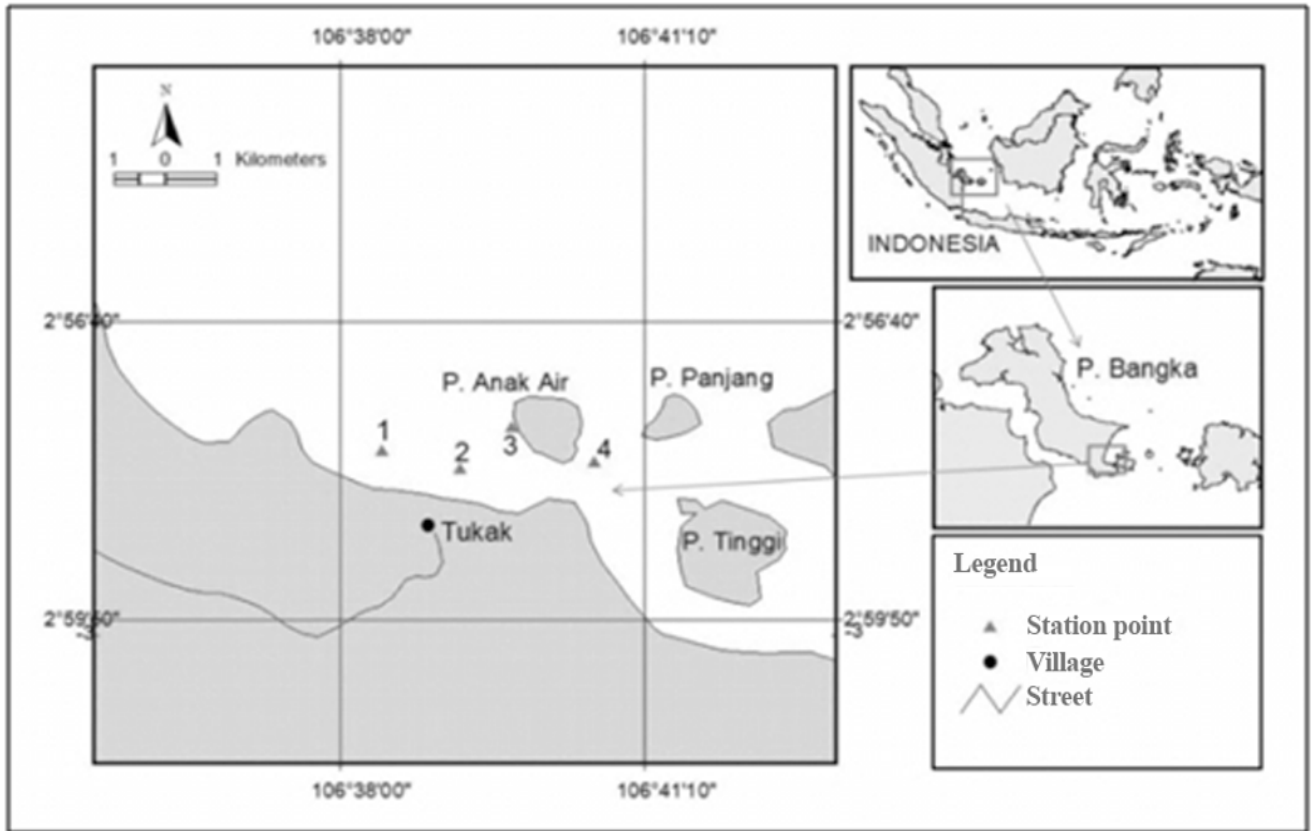 106°38'00" 106°41'10"
N
1 0 1 Kilometers
INDONESIA
2°56'40" 2°56'40"
P. Anak Air P. Panjang
P. Bangka
1
2
3
4
Tukak
P. Tinggi
2°59'50" 2°59'50"
Legend
Station point
Village
Street
106°38'00" 106°41'10"